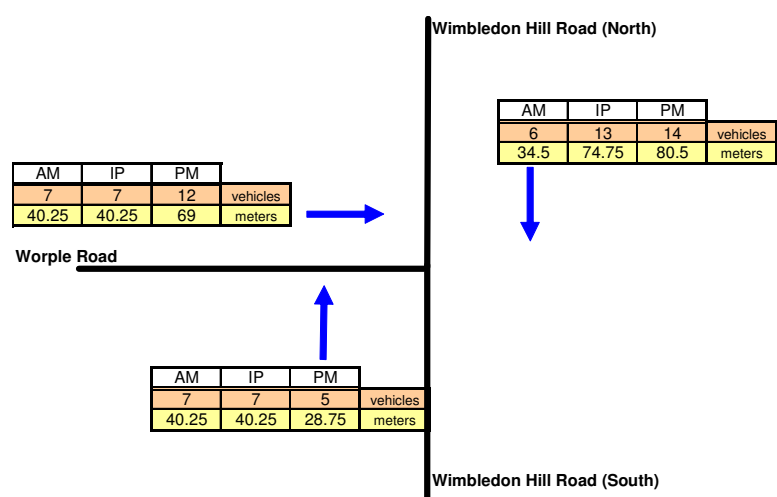 Wimbledon Hill Road (North)
AM IP PM
6 13 14 vehicles
34.5 74.75 80.5 meters
AM IP PM
7 7 12 vehicles
40.25 40.25 69 meters
Worple Road
AM IP PM
7 7 5 vehicles
40.25 40.25 28.75 meters
Wimbledon Hill Road (South)